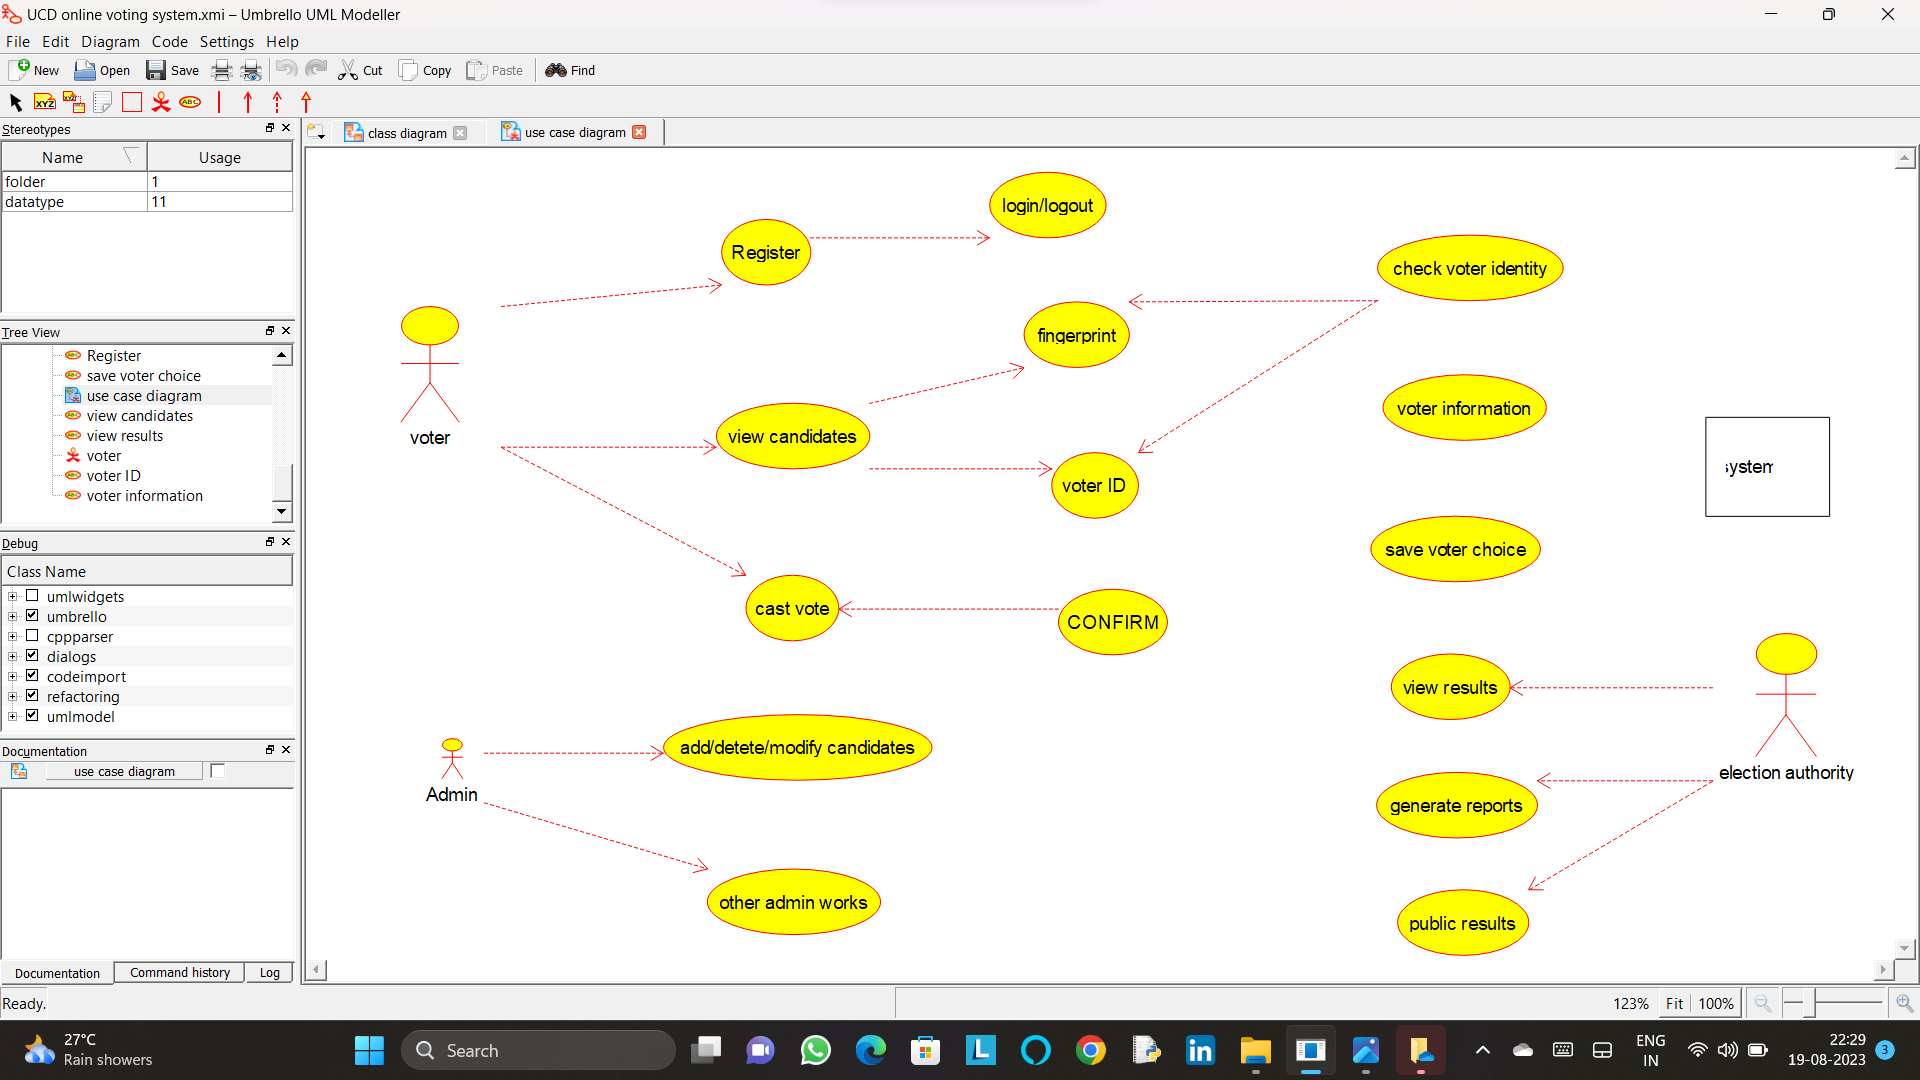 UCD online voting system.xmi – Umbrello UML Modeller
File Edit Diagram Code Settings Help
New Open Save Cut Copy Paste Find
XYZ XYZ ABC
Stereotypes
Name Usage
folder 1
datatype 11
Tree View
Register
save voter choice
use case diagram
view candidates
view results
voter
voter ID
voter information
Debug
Class Name
umlwidgets
umbrello
cppparser
dialogs
codeimport
refactoring
umlmodel
Documentation
use case diagram
Documentation Command history Log
class diagram use case diagram
login/logout
Register
check voter identity
fingerprint
voter information
voter
view candidates
system
voter ID
save voter choice
cast vote
CONFIRM
view results
add/detete/modify candidates
election authority
Admin
generate reports
other admin works
public results
Ready.
123% Fit 100%
27°C
Rain showers
Search
ENG
IN
22:29
19-08-2023
3